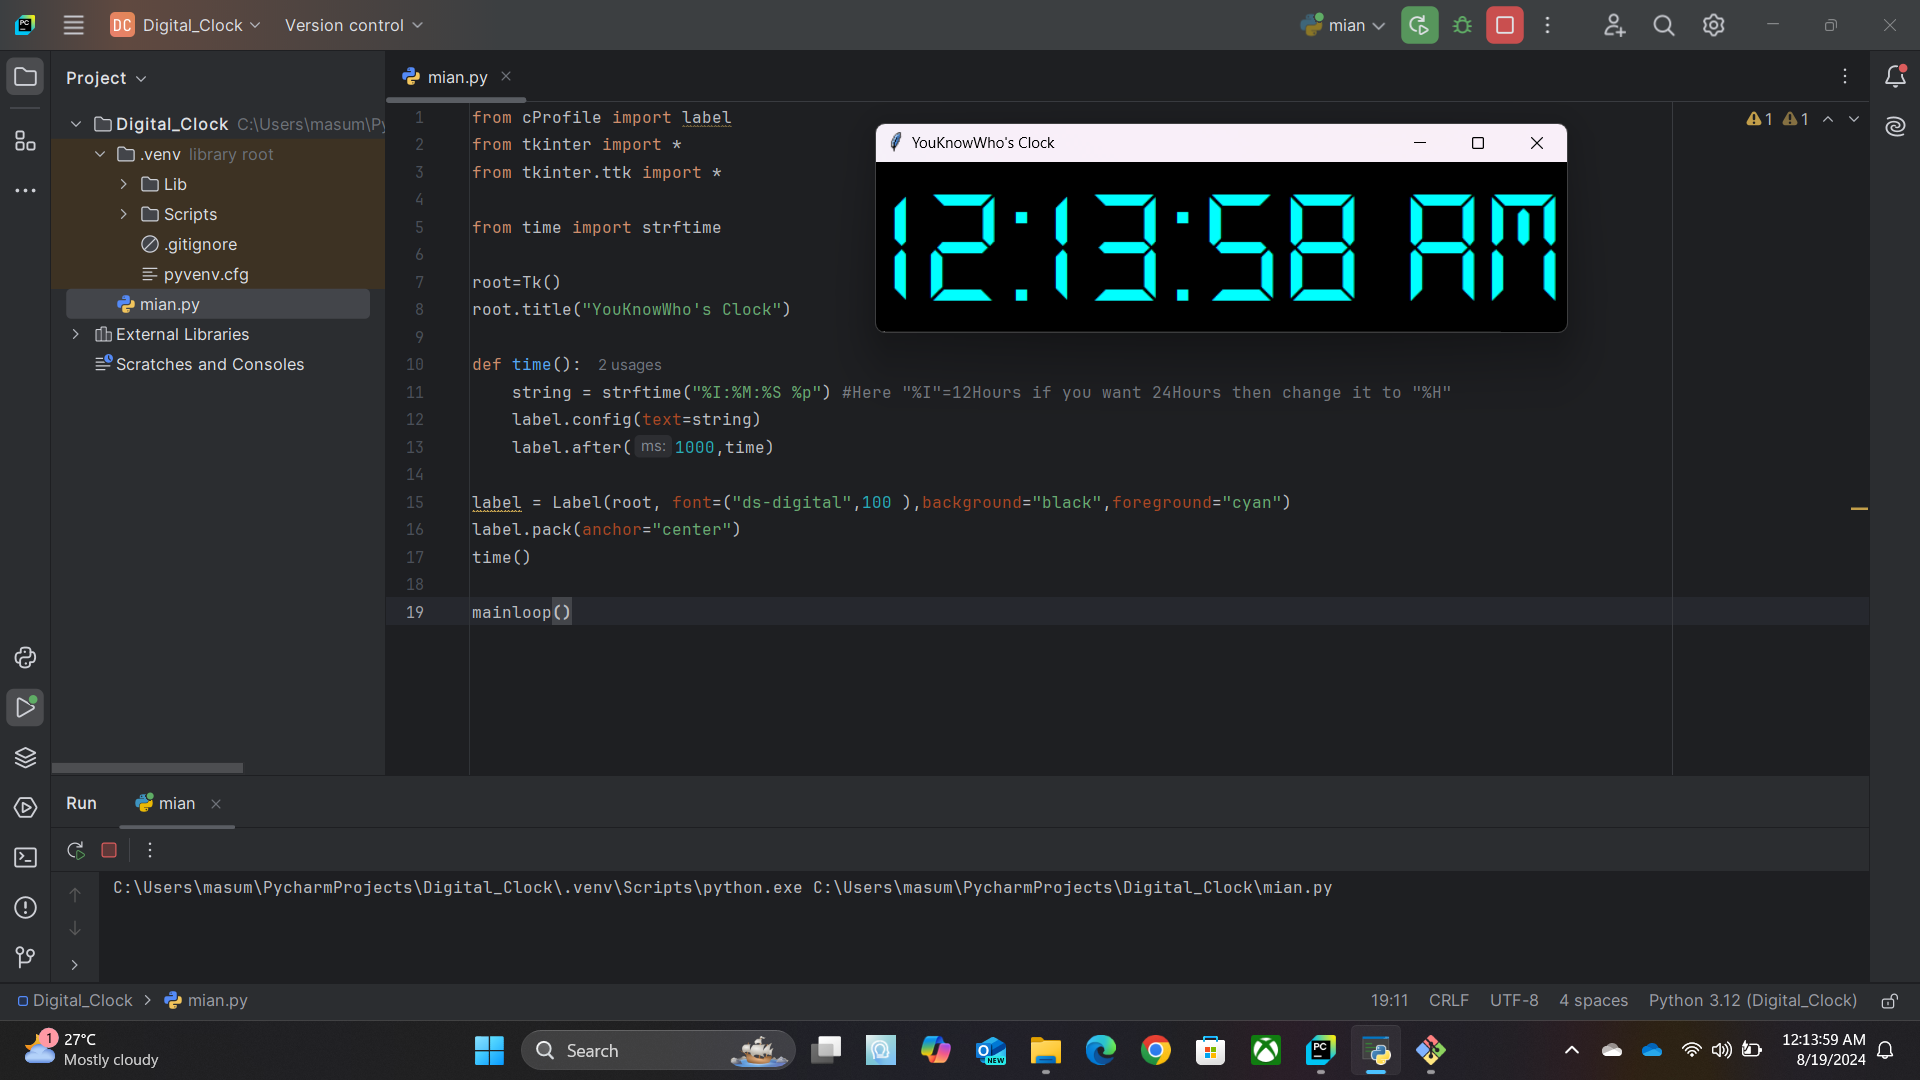 DC Digital_Clock Version control mian
Project
mian.py
Digital_Clock C:\Users\masum\Py
.venv library root
Lib
Scripts
.gitignore
pyvenv.cfg
mian.py
External Libraries
Scratches and Consoles
1 from cProfile import label
2 from tkinter import *
3 from tkinter.ttk import *
4
5 from time import strftime
6
7 root=Tk()
8 root.title("YouKnowWho's Clock")
9
10 def time(): 2 usages
11 string = strftime("%I:%M:%S %p") #Here "%I"=12Hours if you want 24Hours then change it to "%H"
12 label.config(text=string)
13 label.after( ms: 1000,time)
14
15 label = Label(root, font=("ds-digital",100 ),background="black",foreground="cyan")
16 label.pack(anchor="center")
17 time()
18
19 mainloop()
1 1
YouKnowWho's Clock
12:13:58 AM
Run mian
C:\Users\masum\PycharmProjects\Digital_Clock\.venv\Scripts\python.exe C:\Users\masum\PycharmProjects\Digital_Clock\mian.py
Digital_Clock > mian.py 19:11 CRLF UTF-8 4 spaces Python 3.12 (Digital_Clock)
1
27°C
Mostly cloudy
Search
NEW
PC
12:13:59 AM
8/19/2024